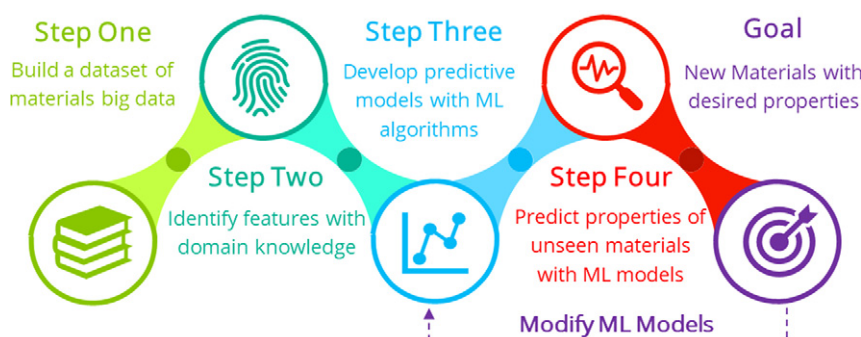 Step One
Build a dataset of
materials big data
Step Two
Identify features with
domain knowledge
Step Three
Develop predictive
models with ML
algorithms
Step Four
Predict properties of
unseen materials
with ML models
Goal
New Materials with
desired properties
Modify ML Models